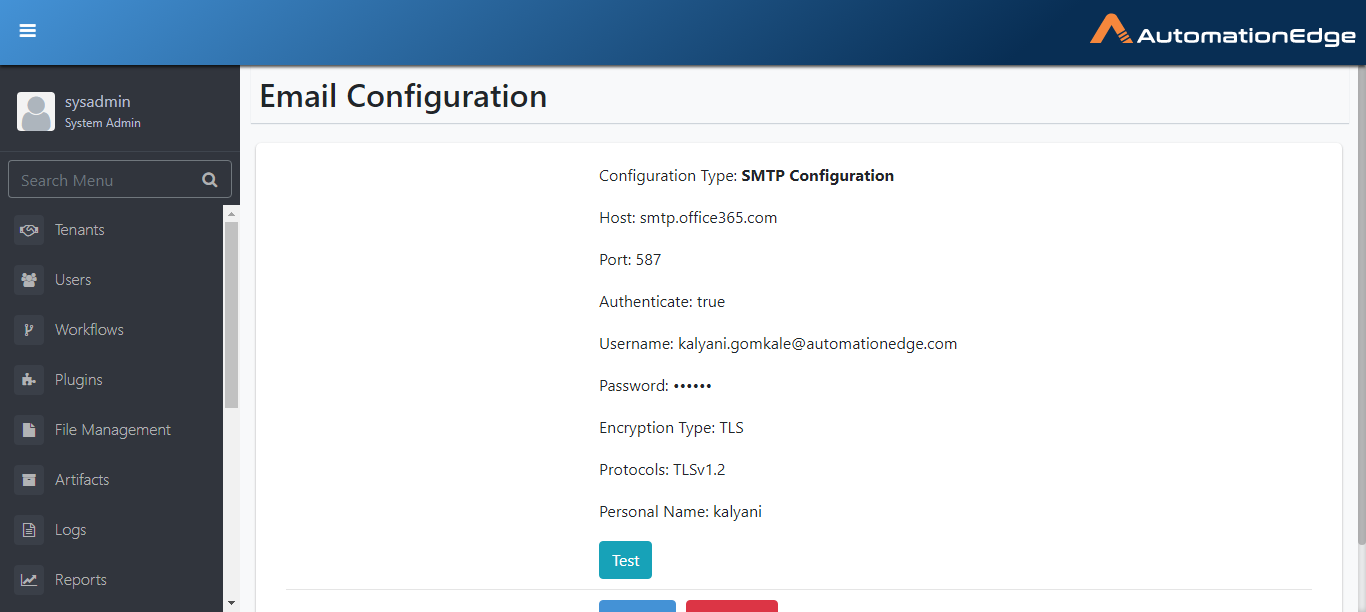 AutomationEdge
sysadmin
System Admin
Search Menu
Tenants
Users
Workflows
Plugins
File Management
Artifacts
Logs
Reports
Email Configuration
Configuration Type: SMTP Configuration
Host: smtp.office365.com
Port: 587
Authenticate: true
Username: kalyani.gomkale@automationedge.com
Password: ••••••
Encryption Type: TLS
Protocols: TLSv1.2
Personal Name: kalyani
Test